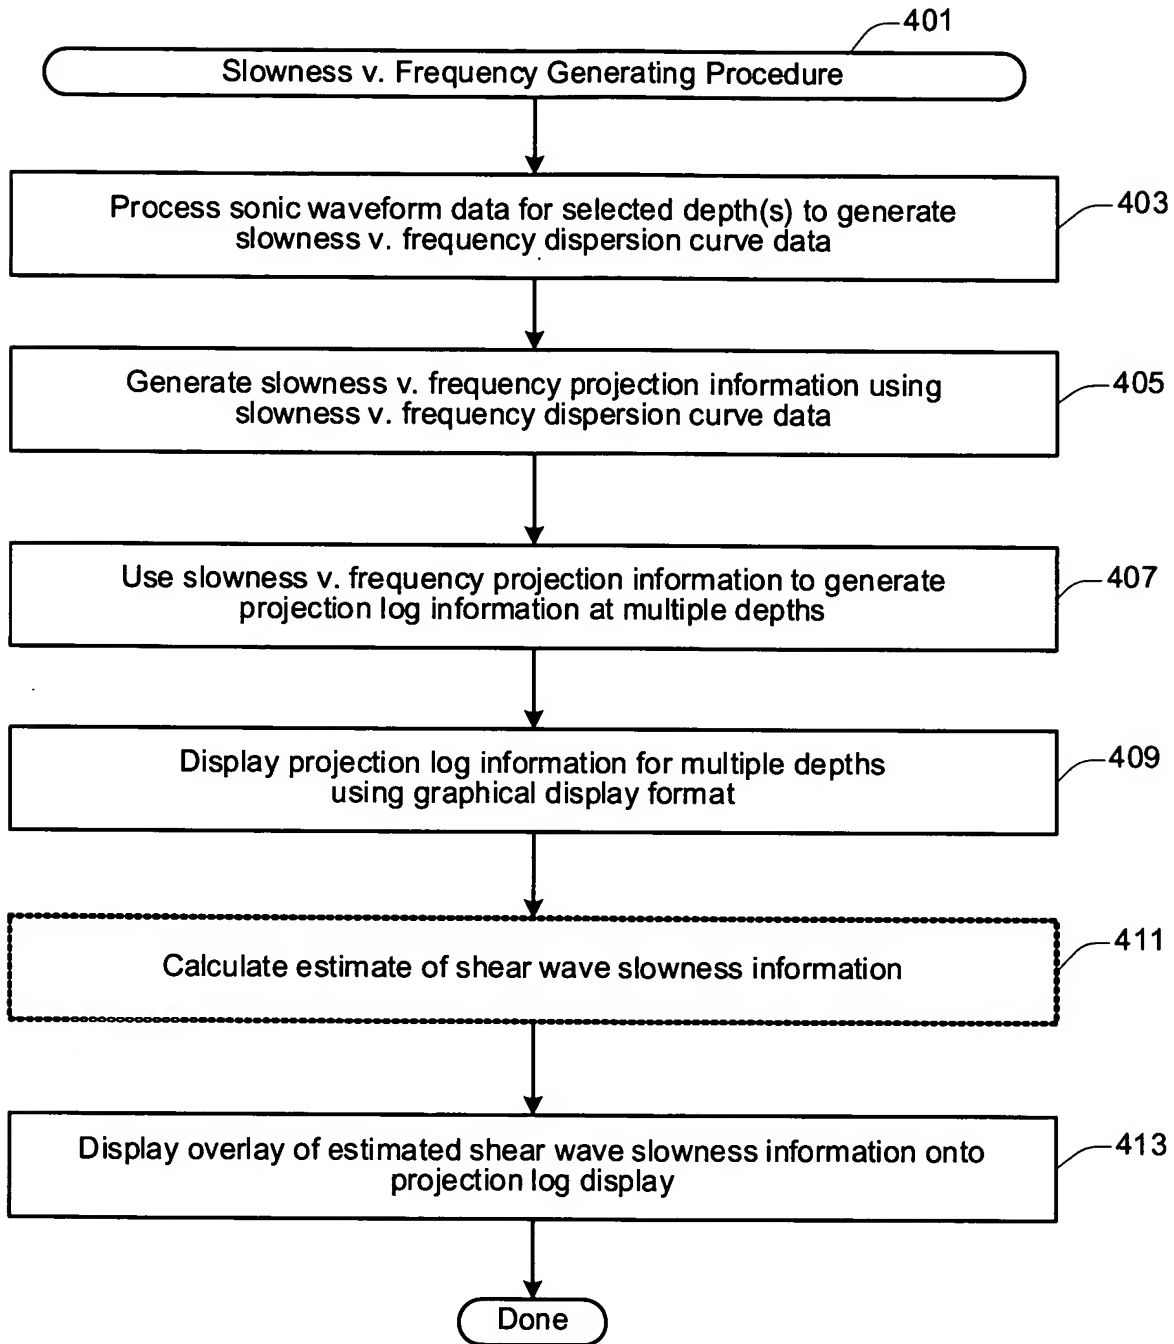 401
Slowness v. Frequency Generating Procedure
Process sonic waveform data for selected depth(s) to generate
slowness v. frequency dispersion curve data
403
Generate slowness v. frequency projection information using
slowness v. frequency dispersion curve data
405
Use slowness v. frequency projection information to generate
projection log information at multiple depths
407
Display projection log information for multiple depths
using graphical display format
409
Calculate estimate of shear wave slowness information
411
Display overlay of estimated shear wave slowness information onto
projection log display
413
Done